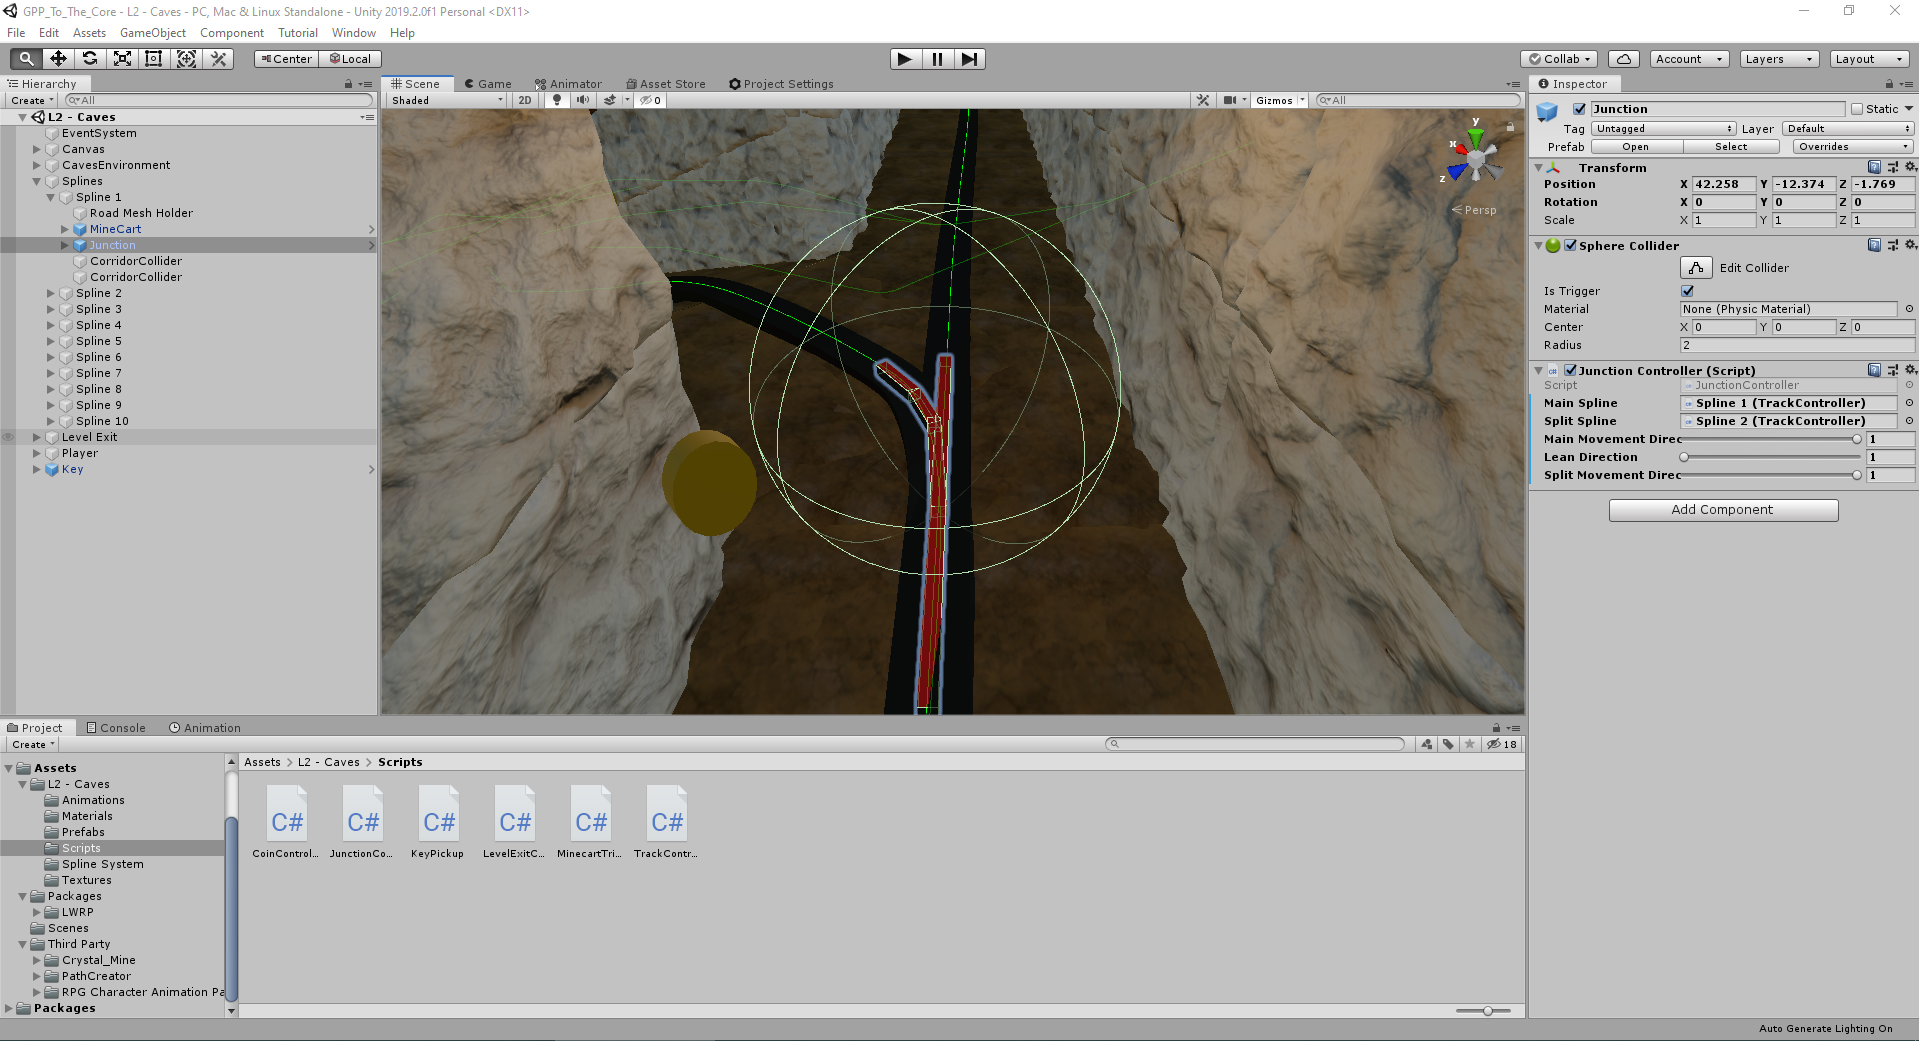 GPP_To_The_Core - L2 - Caves - PC, Mac & Linux Standalone - Unity 2019.2.0f1 Personal <DX11>
File Edit Assets GameObject Component Tutorial Window Help
Center Local Collab Account Layers Layout
Hierarchy Scene Game Animator Asset Store Project Settings Inspector
Create All Shaded 2D 0 Gizmos All
L2 - Caves
EventSystem
Canvas
CavesEnvironment
Splines
Spline 1
Road Mesh Holder
MineCart
Junction
CorridorCollider
CorridorCollider
Spline 2
Spline 3
Spline 4
Spline 5
Spline 6
Spline 7
Spline 8
Spline 9
Spline 10
Level Exit
Player
Key
y
x
z
Persp
Junction Static
Tag Untagged Layer Default
Prefab Open Select Overrides
Transform
Position X 42.258 Y -12.374 Z -1.769
Rotation X 0 Y 0 Z 0
Scale X 1 Y 1 Z 1
Sphere Collider
Edit Collider
Is Trigger
Material None (Physic Material)
Center X 0 Y 0 Z 0
Radius 2
Junction Controller (Script)
Script JunctionController
Main Spline Spline 1 (TrackController)
Split Spline Spline 2 (TrackController)
Main Movement Direc 1
Lean Direction 1
Split Movement Direc 1
Add Component
Project Console Animation
Create 18
Assets
L2 - Caves
Animations
Materials
Prefabs
Scripts
Spline System
Textures
Packages
LWRP
Scenes
Third Party
Crystal_Mine
PathCreator
RPG Character Animation Pa
Packages
Assets > L2 - Caves > Scripts
C# C# C# C# C# C#
CoinControl... JunctionCo... KeyPickup LevelExitC... MinecartTri... TrackContr...
Auto Generate Lighting On